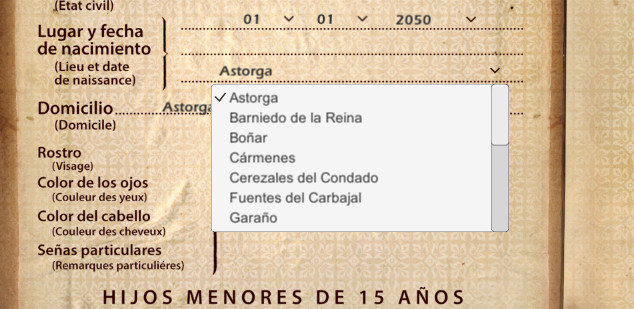 (État civil)
01 01 2050
Lugar y fecha
de nacimiento
(Lieu et date
de naissance)
Astorga
Domicilio
Astorga
(Domicile)
Astorga
Barniedo de la Reina
Boñar
Cármenes
Cerezales del Condado
Fuentes del Carbajal
Garaño
Rostro
(Visage)
Color de los ojos
(Couleur des yeux)
Color del cabello
(Couleur des cheveux)
Señas particulares
(Remarques particuliéres)
HIJOS MENORES DE 15 AÑOS